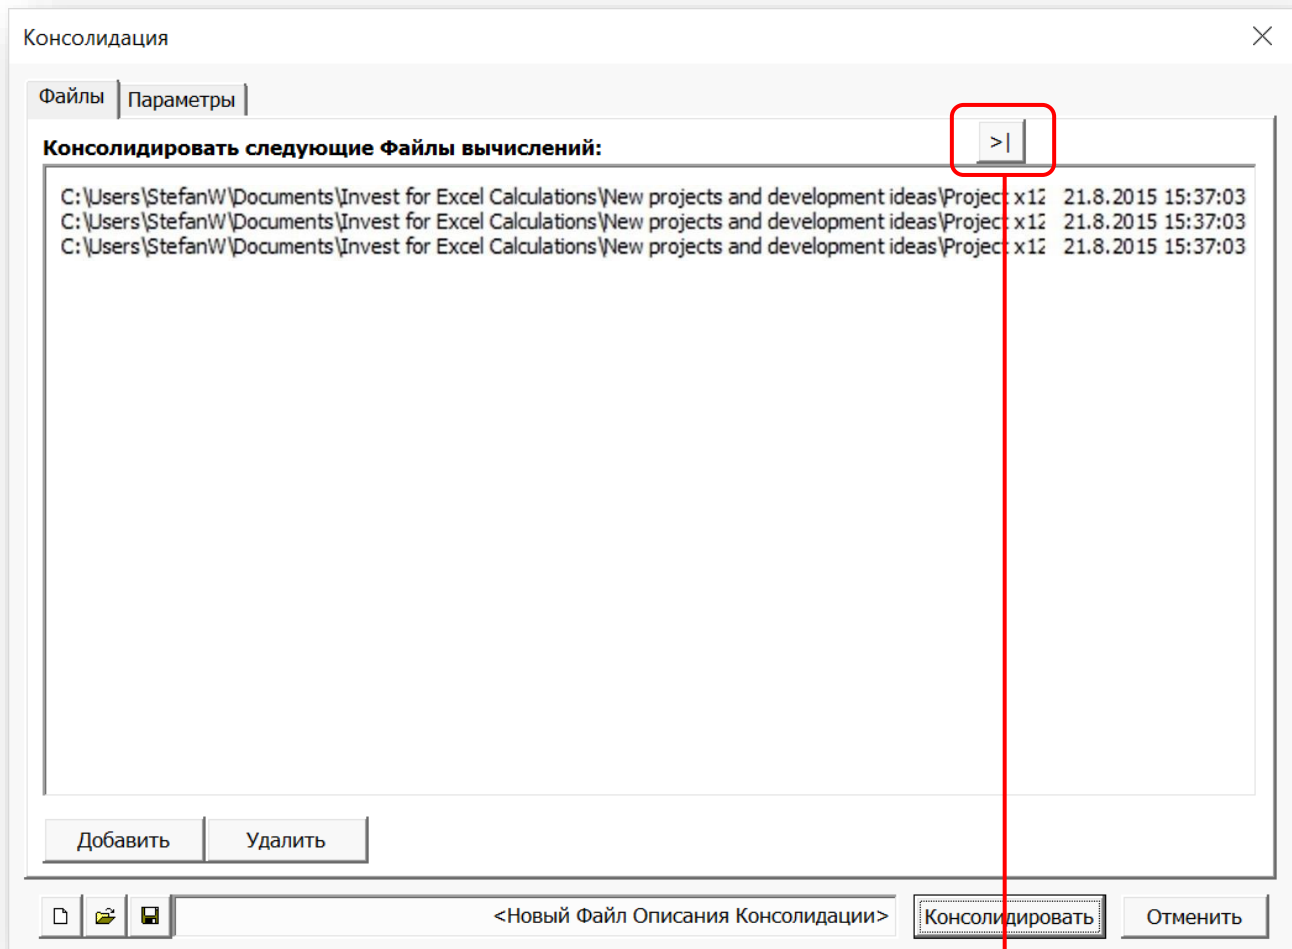 Консолидация
Файлы Параметры
Консолидировать следующие Файлы вычислений: >|
C:\Users\StefanW\Documents\Invest for Excel Calculations\New projects and development ideas\Project x12 21.8.2015 15:37:03
C:\Users\StefanW\Documents\Invest for Excel Calculations\New projects and development ideas\Project x12 21.8.2015 15:37:03
C:\Users\StefanW\Documents\Invest for Excel Calculations\New projects and development ideas\Project x12 21.8.2015 15:37:03
Добавить Удалить
<Новый Файл Описания Консолидации> Консолидировать Отменить